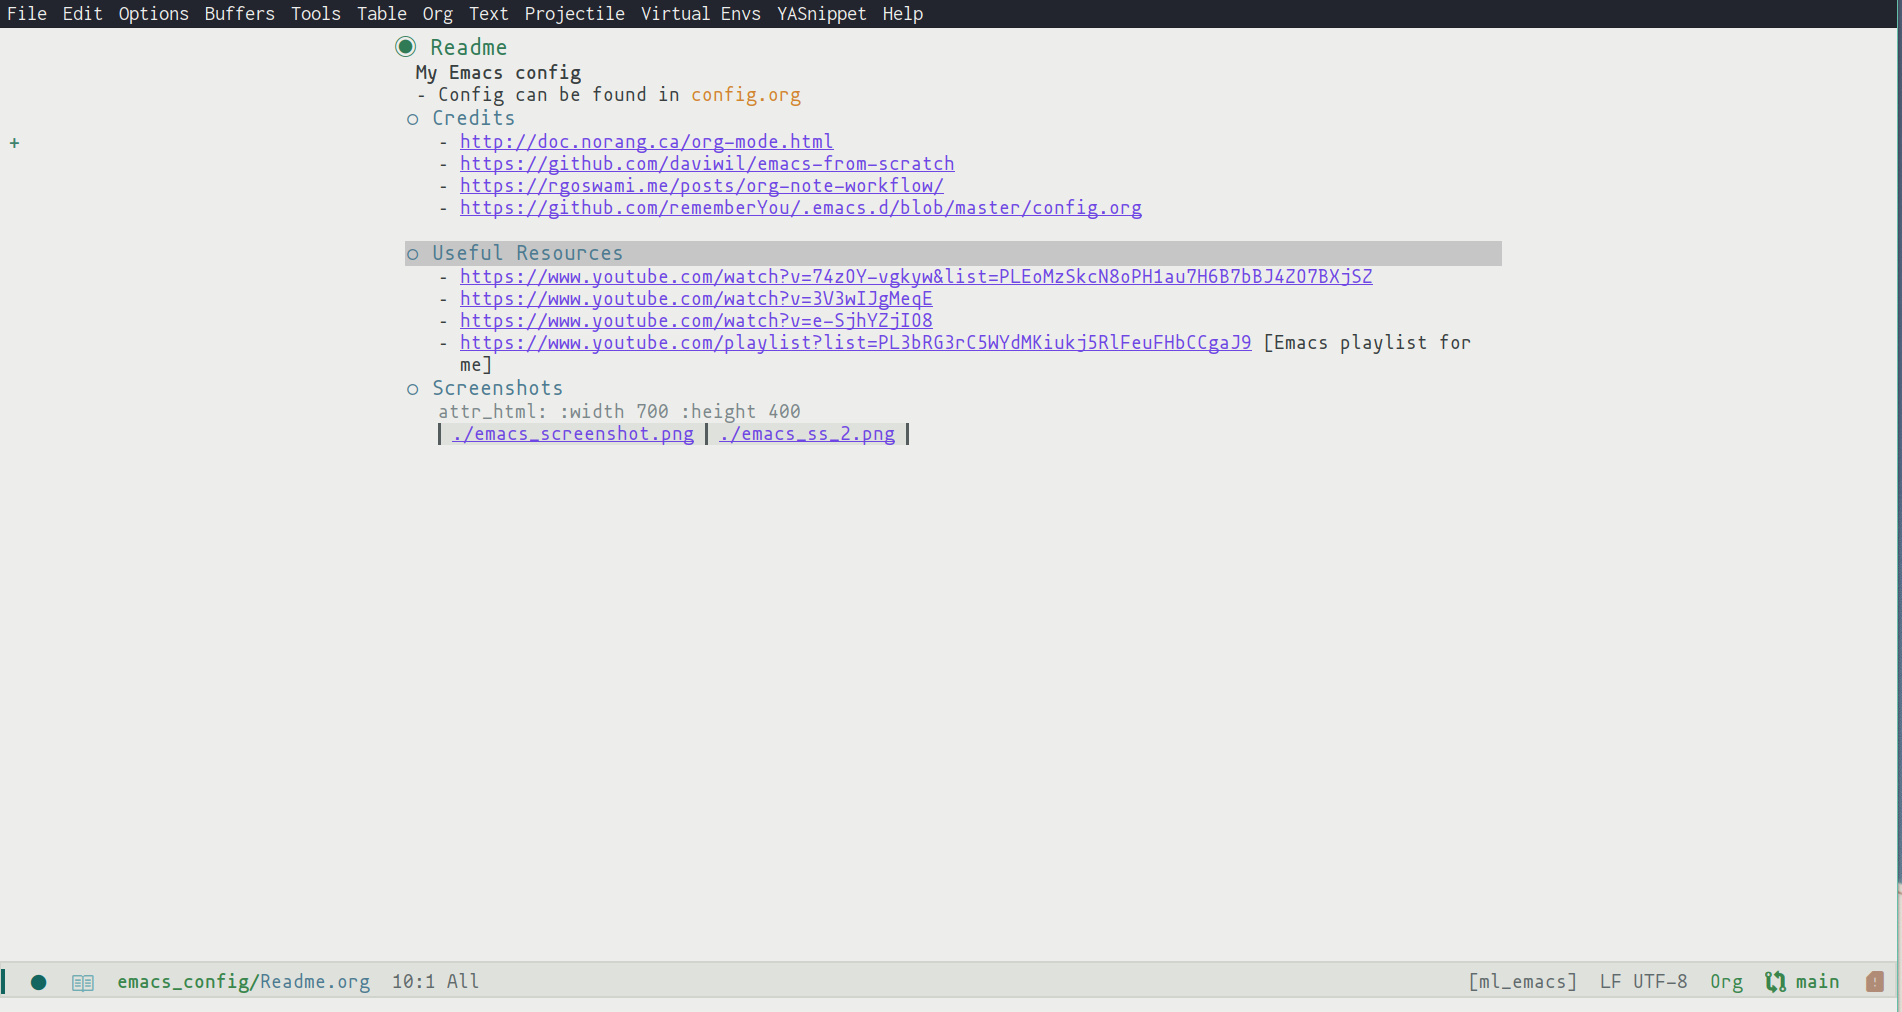 File Edit Options Buffers Tools Table Org Text Projectile Virtual Envs YASnippet Help
Readme
My Emacs config
- Config can be found in config.org
Credits
+
- http://doc.norang.ca/org-mode.html
- https://github.com/daviwil/emacs-from-scratch
- https://rgoswami.me/posts/org-note-workflow/
- https://github.com/rememberYou/.emacs.d/blob/master/config.org
Useful Resources
- https://www.youtube.com/watch?v=74zOY-vgkyw&list=PLEoMzSkcN8oPH1au7H6B7bBJ4ZO7BXjSZ
- https://www.youtube.com/watch?v=3V3wIJgMeqE
- https://www.youtube.com/watch?v=e-SjhYZjIO8
- https://www.youtube.com/playlist?list=PL3bRG3rC5WYdMKiukj5RlFeuFHbCCgaJ9 [Emacs playlist for
me]
Screenshots
attr_html: :width 700 :height 400
| ./emacs_screenshot.png | ./emacs_ss_2.png |
emacs_config/Readme.org 10:1 All [ml_emacs] LF UTF-8 Org main